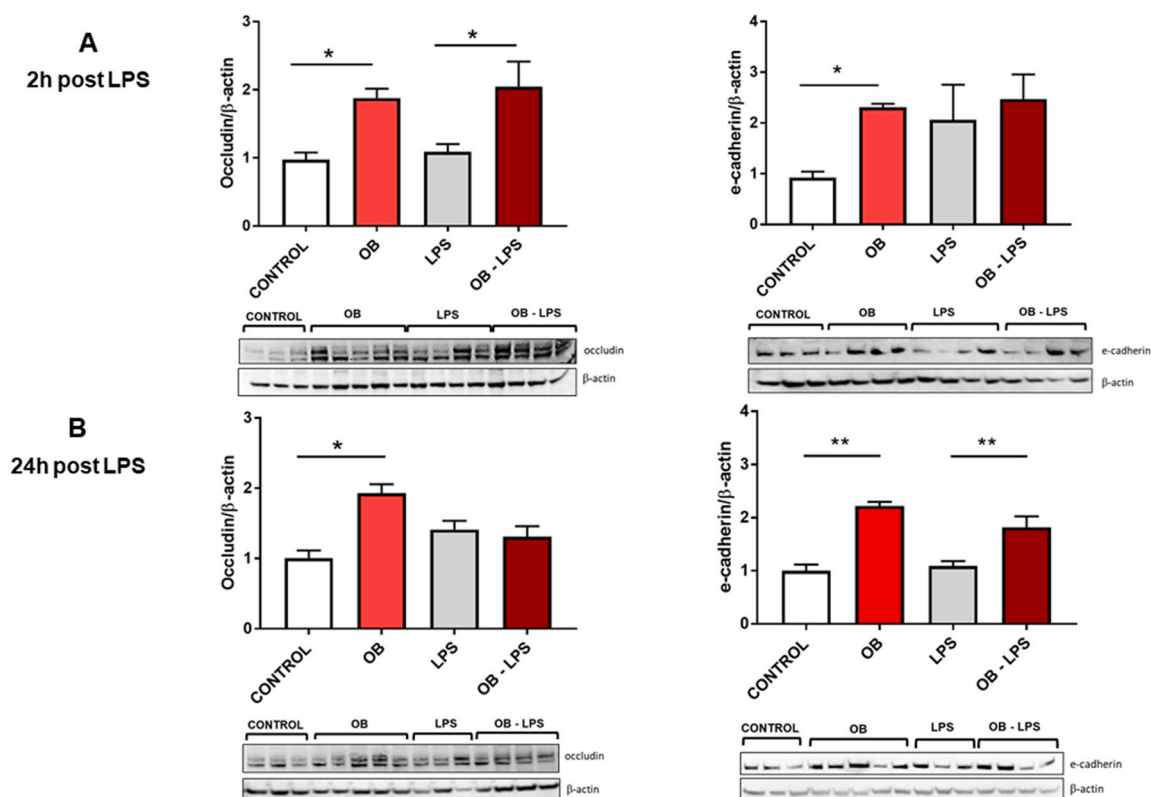 A
2h post LPS
Occludin/β-actin
3
2
1
0
*
*
CONTROL
OB
LPS
OB - LPS
CONTROL
OB
LPS
OB - LPS
occludin
β-actin
e-cadherin/β-actin
4
3
2
1
0
*
CONTROL
OB
LPS
OB - LPS
CONTROL
OB
LPS
OB - LPS
e-cadherin
β-actin
B
24h post LPS
Occludin/β-actin
3
2
1
0
*
CONTROL
OB
LPS
OB - LPS
CONTROL
OB
LPS
OB - LPS
occludin
β-actin
e-cadherin/β-actin
4
3
2
1
0
**
**
CONTROL
OB
LPS
OB - LPS
CONTROL
OB
LPS
OB - LPS
e-cadherin
β-actin